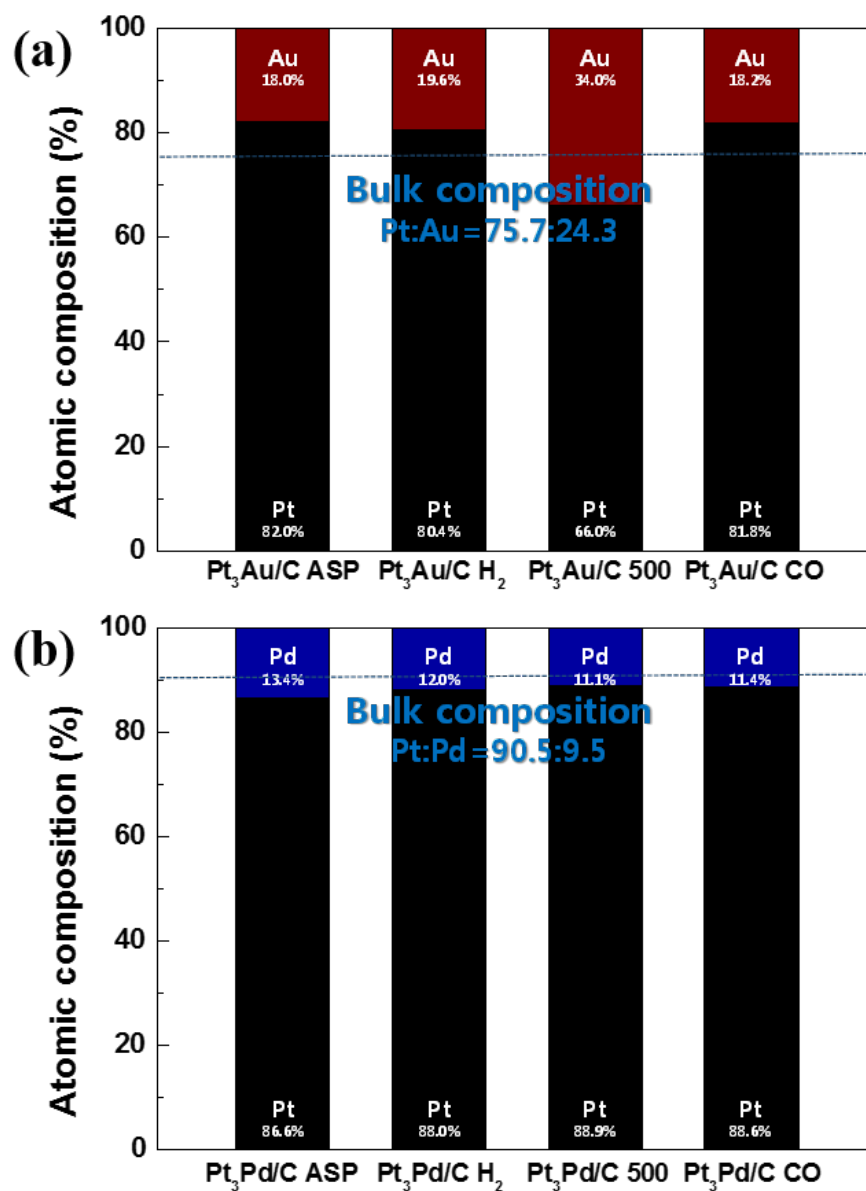 (a)
Atomic composition (%)
100
80
60
40
20
0
Au Au Au Au
18.0% 19.6% 34.0% 18.2%
Bulk composition
Pt:Au=75.7:24.3
Pt Pt Pt Pt
82.0% 80.4% 66.0% 81.8%
Pt₃Au/C ASP Pt₃Au/C H₂ Pt₃Au/C 500 Pt₃Au/C CO
(b)
Atomic composition (%)
100
80
60
40
20
0
Pd Pd Pd Pd
13.4% 12.0% 11.1% 11.4%
Bulk composition
Pt:Pd=90.5:9.5
Pt Pt Pt Pt
86.6% 88.0% 88.9% 88.6%
Pt₃Pd/C ASP Pt₃Pd/C H₂ Pt₃Pd/C 500 Pt₃Pd/C CO